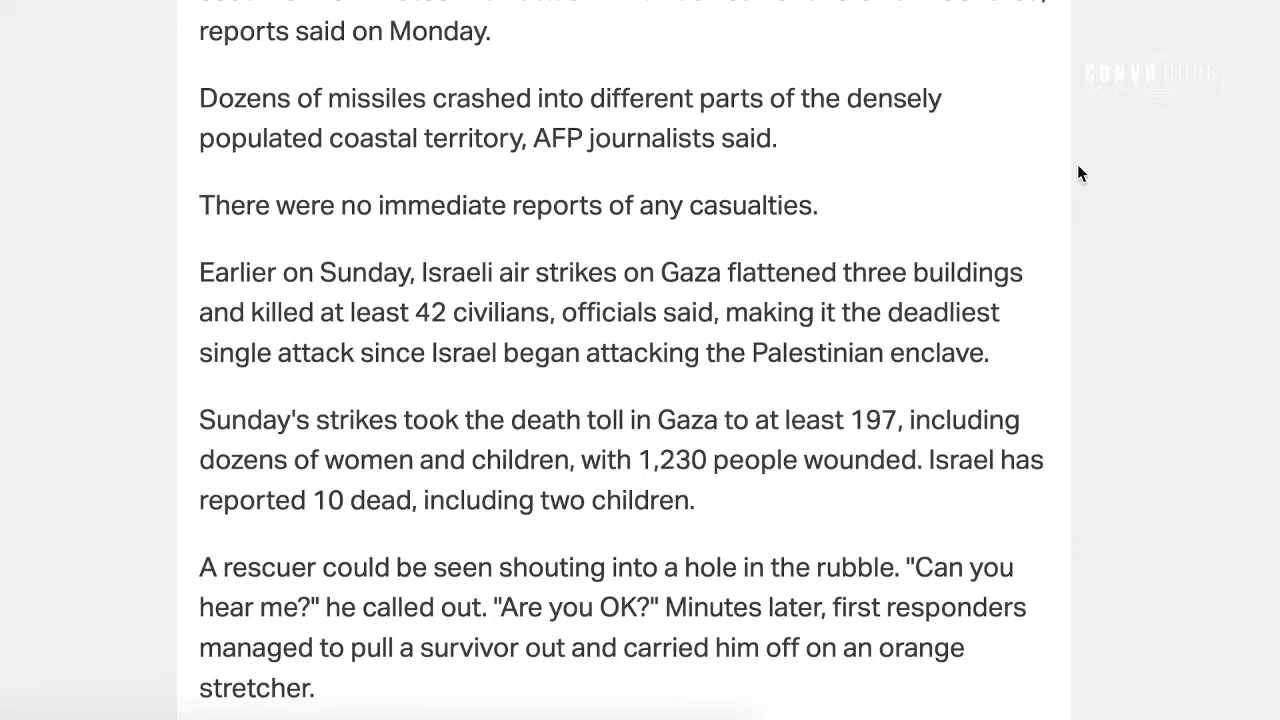 reports said on Monday.
Dozens of missiles crashed into different parts of the densely
populated coastal territory, AFP journalists said.
There were no immediate reports of any casualties.
Earlier on Sunday, Israeli air strikes on Gaza flattened three buildings
and killed at least 42 civilians, officials said, making it the deadliest
single attack since Israel began attacking the Palestinian enclave.
Sunday's strikes took the death toll in Gaza to at least 197, including
dozens of women and children, with 1,230 people wounded. Israel has
reported 10 dead, including two children.
A rescuer could be seen shouting into a hole in the rubble. "Can you
hear me?" he called out. "Are you OK?" Minutes later, first responders
managed to pull a survivor out and carried him off on an orange
stretcher.